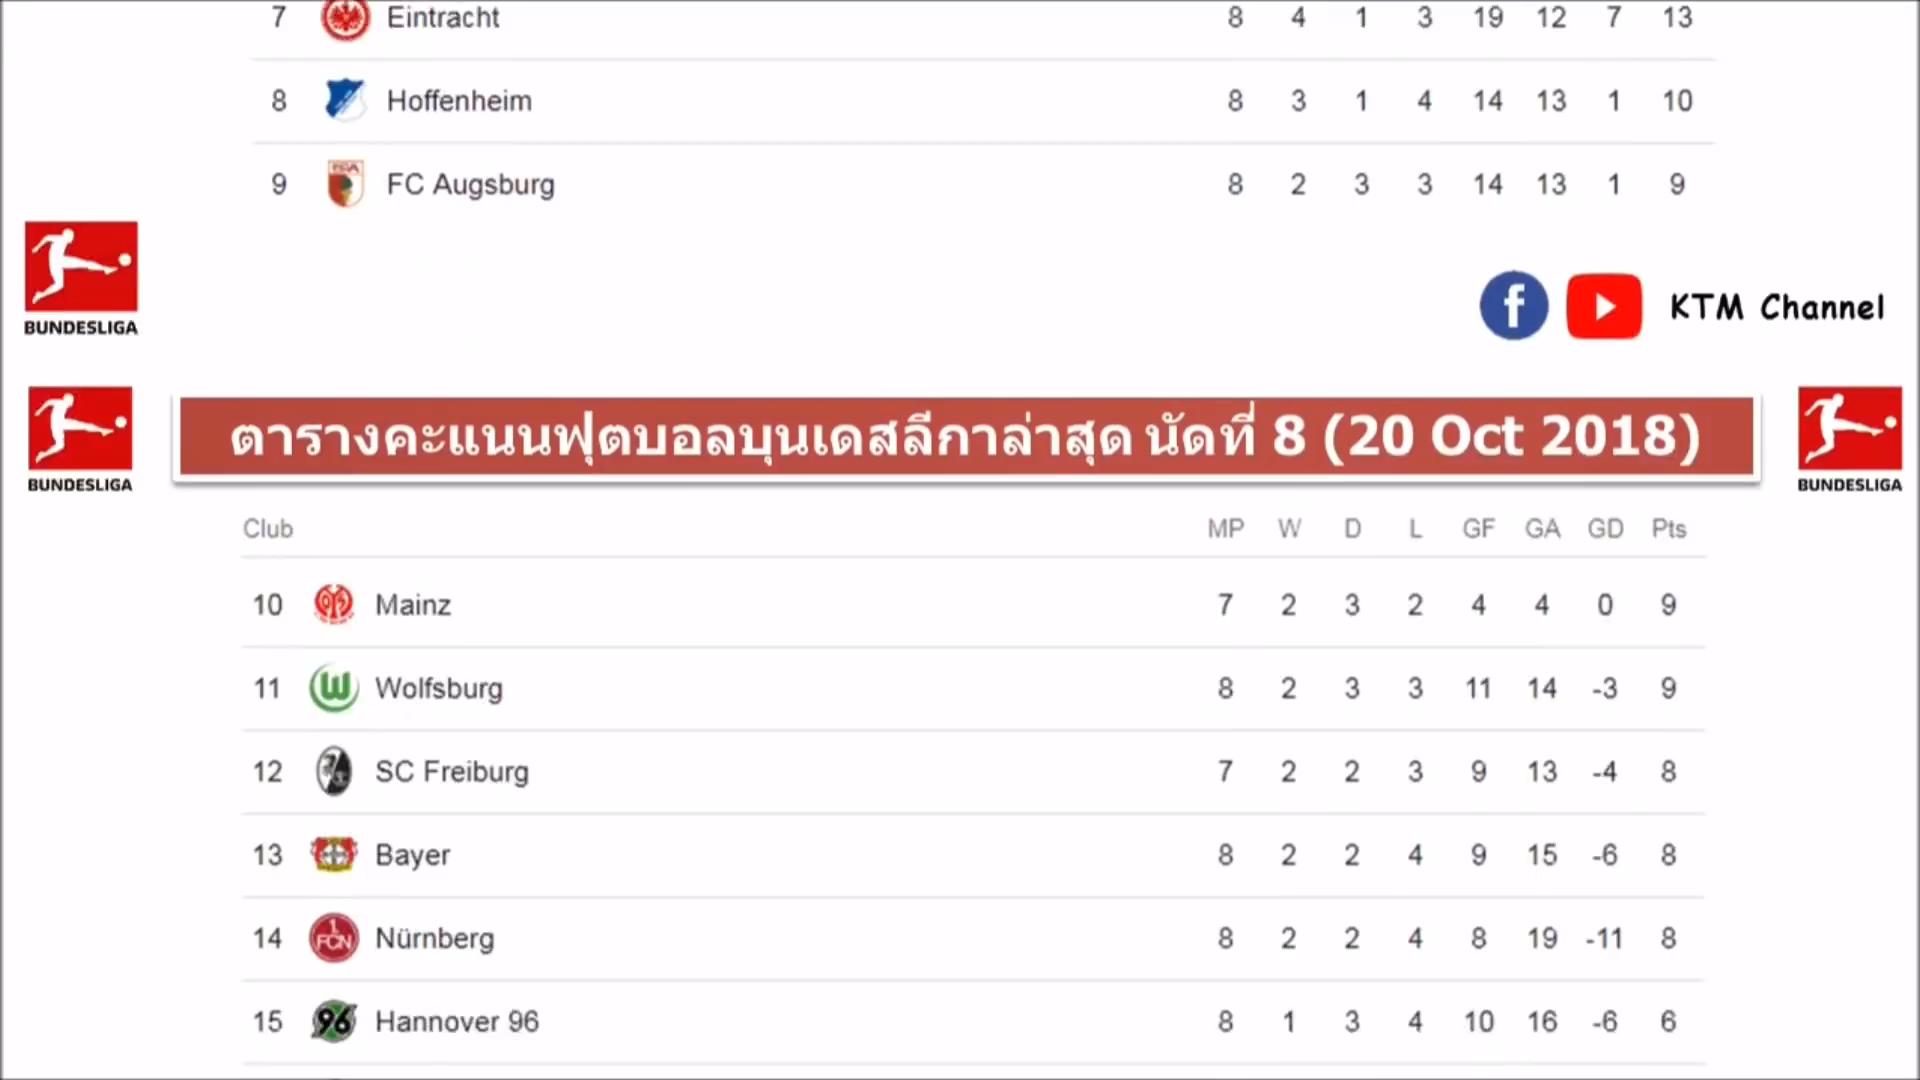 7 Eintracht 8 4 1 3 19 12 7 13
8 Hoffenheim 8 3 1 4 14 13 1 10
FCA
9 FC Augsburg 8 2 3 3 14 13 1 9
BUNDESLIGA
f KTM Channel
BUNDESLIGA
ตารางคะแนนฟุตบอลบุนเดสลีกาล่าสุด นัดที่ 8 (20 Oct 2018)
BUNDESLIGA
Club MP W D L GF GA GD Pts
10 Mainz 7 2 3 2 4 4 0 9
11 W Wolfsburg 8 2 3 3 11 14 -3 9
12 SC Freiburg 7 2 2 3 9 13 -4 8
13 Bayer 8 2 2 4 9 15 -6 8
14 1. FCN Nürnberg 8 2 2 4 8 19 -11 8
15 96 Hannover 96 8 1 3 4 10 16 -6 6